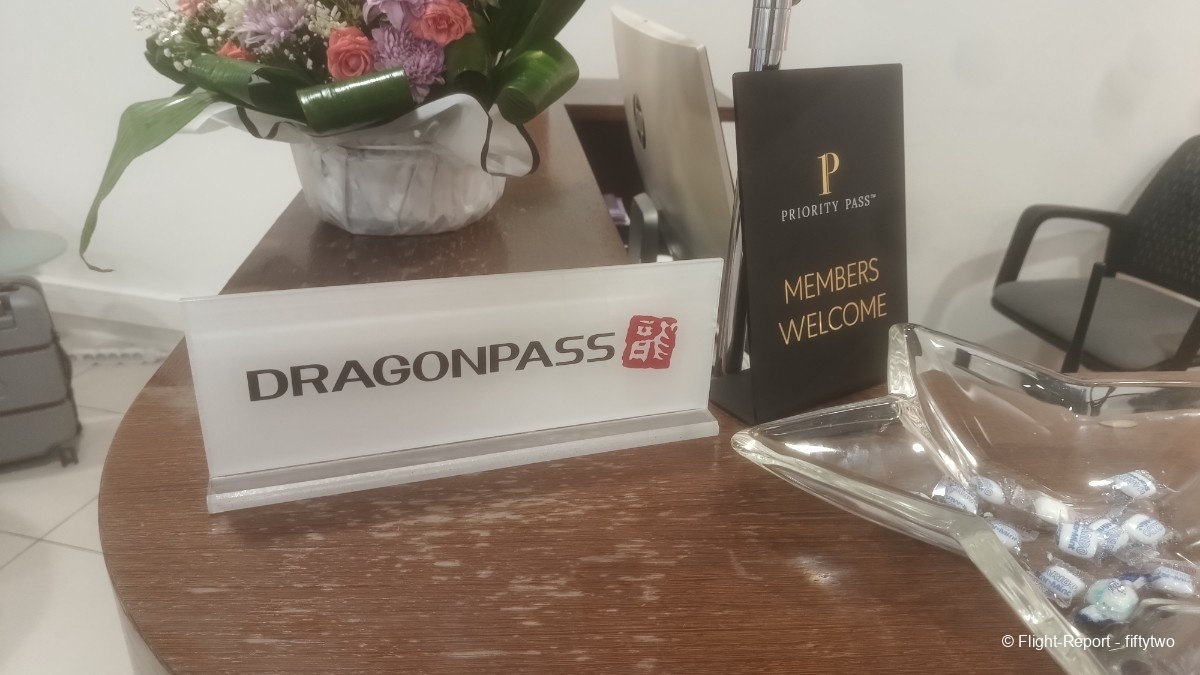 DRAGONPASS
P
PRIORITY PASS™
MEMBERS
WELCOME
© Flight-Report - fiftytwo